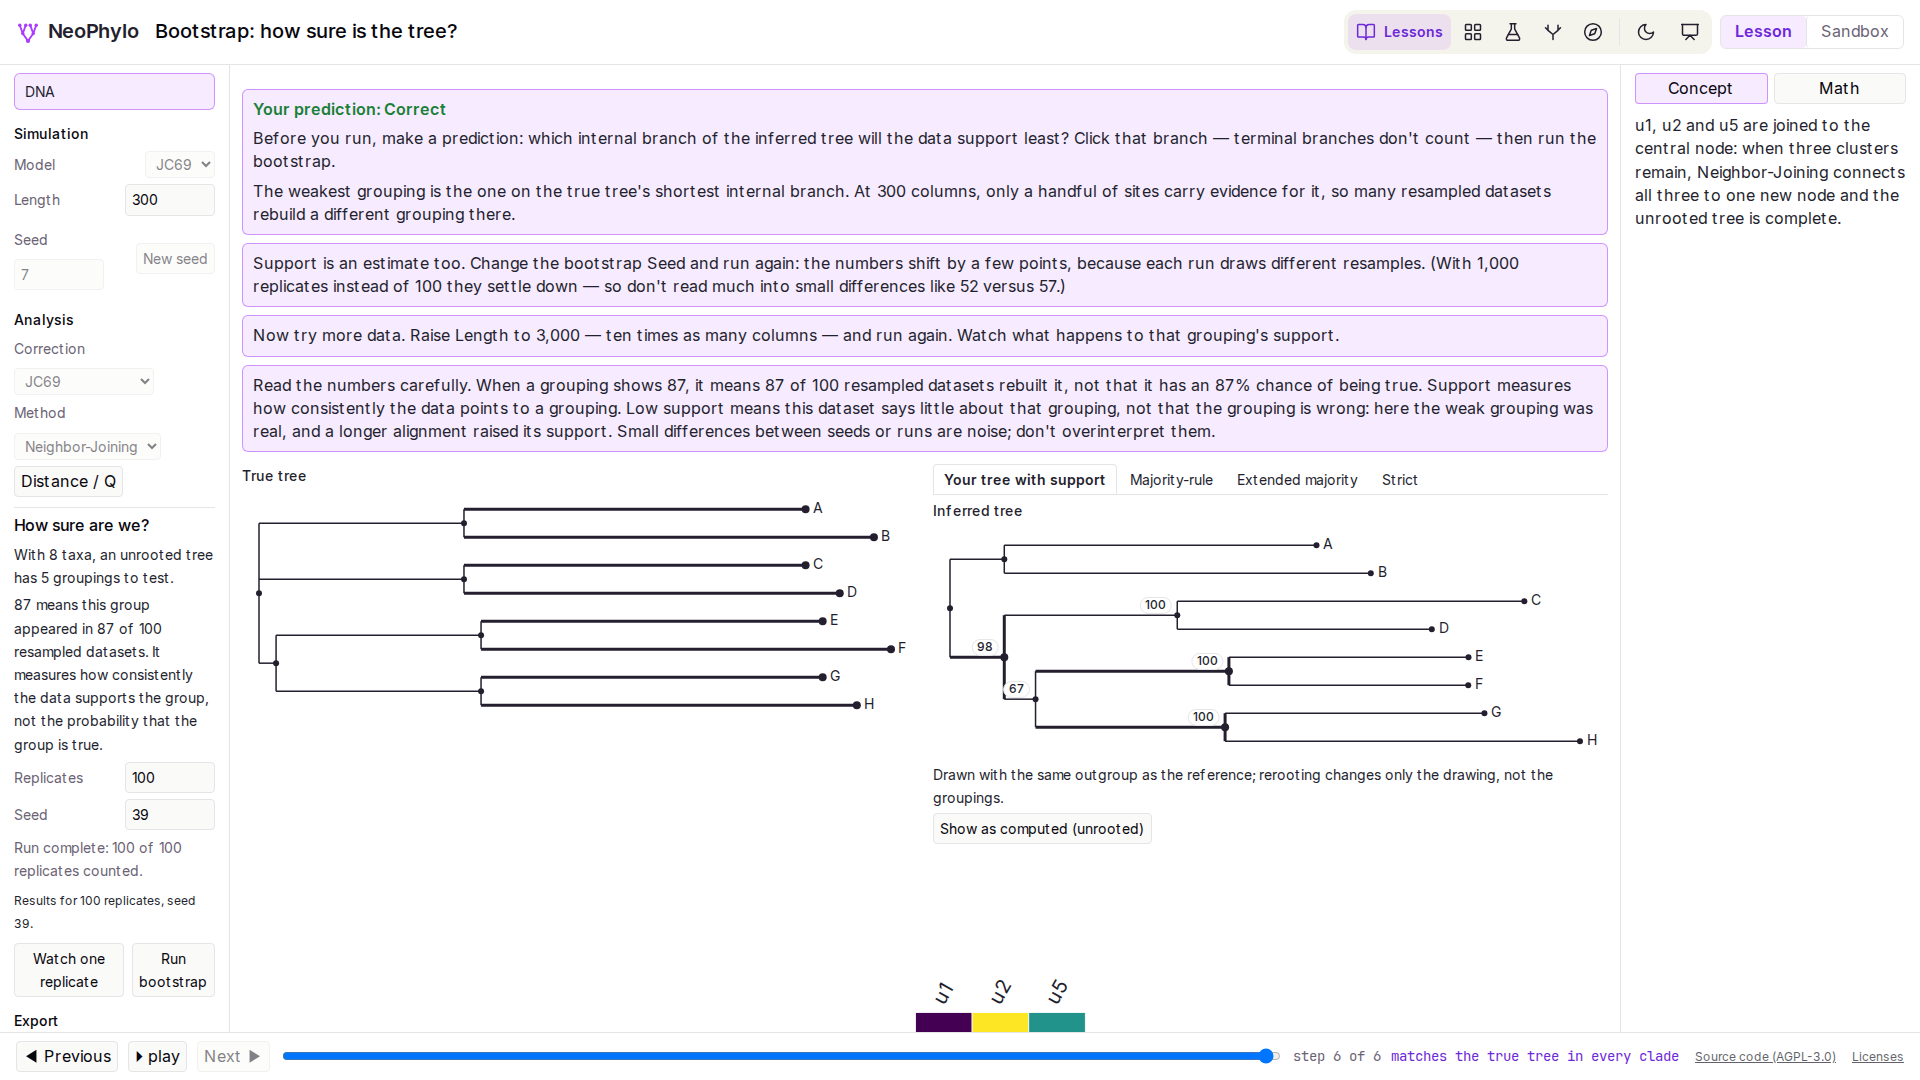 NeoPhylo
Bootstrap: how sure is the tree?
Lessons
Lesson
Sandbox
DNA
Simulation
Model
JC69
Length
300
Seed
7
New seed
Analysis
Correction
JC69
Method
Neighbor-Joining
Distance / Q
How sure are we?
With 8 taxa, an unrooted tree
has 5 groupings to test.
87 means this group
appeared in 87 of 100
resampled datasets. It
measures how consistently
the data supports the group,
not the probability that the
group is true.
Replicates
100
Seed
39
Run complete: 100 of 100
replicates counted.
Results for 100 replicates, seed
39.
Watch one
replicate
Run
bootstrap
Export
Your prediction: Correct
Before you run, make a prediction: which internal branch of the inferred tree will the data support least? Click that branch — terminal branches don't count — then run the
bootstrap.
The weakest grouping is the one on the true tree's shortest internal branch. At 300 columns, only a handful of sites carry evidence for it, so many resampled datasets
rebuild a different grouping there.
Support is an estimate too. Change the bootstrap Seed and run again: the numbers shift by a few points, because each run draws different resamples. (With 1,000
replicates instead of 100 they settle down — so don't read much into small differences like 52 versus 57.)
Now try more data. Raise Length to 3,000 — ten times as many columns — and run again. Watch what happens to that grouping's support.
Read the numbers carefully. When a grouping shows 87, it means 87 of 100 resampled datasets rebuilt it, not that it has an 87% chance of being true. Support measures
how consistently the data points to a grouping. Low support means this dataset says little about that grouping, not that the grouping is wrong: here the weak grouping was
real, and a longer alignment raised its support. Small differences between seeds or runs are noise; don't overinterpret them.
True tree
A
B
C
D
E
F
G
H
Your tree with support
Majority-rule
Extended majority
Strict
Inferred tree
A
B
C
100
D
98
E
100
F
67
G
100
H
Drawn with the same outgroup as the reference; rerooting changes only the drawing, not the
groupings.
Show as computed (unrooted)
u1
u2
u5
Concept
Math
u1, u2 and u5 are joined to the
central node: when three clusters
remain, Neighbor-Joining connects
all three to one new node and the
unrooted tree is complete.
Previous
play
Next
step 6 of 6
matches the true tree in every clade
Source code (AGPL-3.0)
Licenses